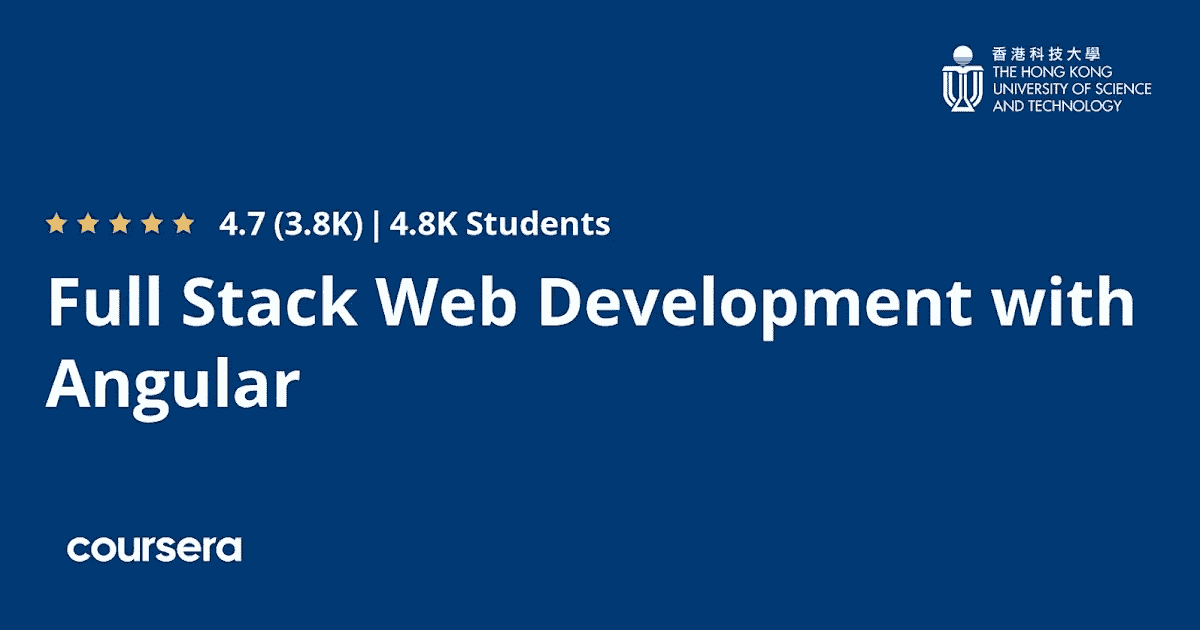 香港科技大學
THE HONG KONG
UNIVERSITY OF SCIENCE
AND TECHNOLOGY
4.7 (3.8K) | 4.8K Students
Full Stack Web Development with
Angular
coursera